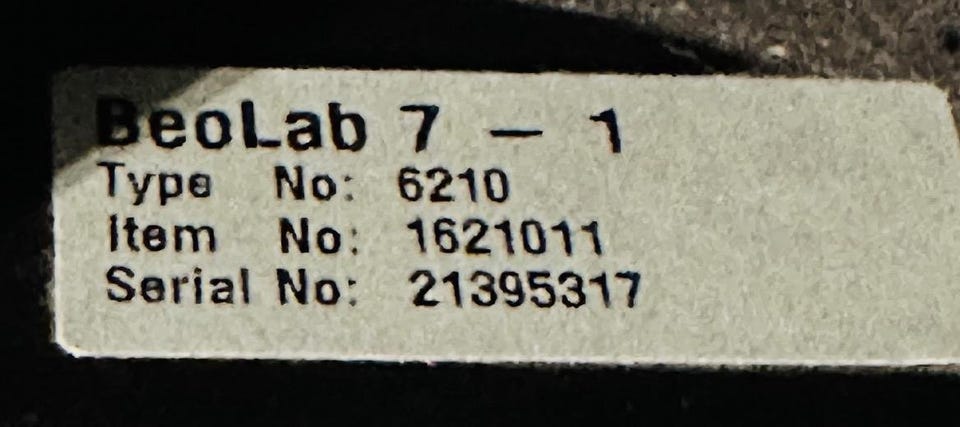 BeoLab 7 – 1
Type No: 6210
Item No: 1621011
Serial No: 21395317